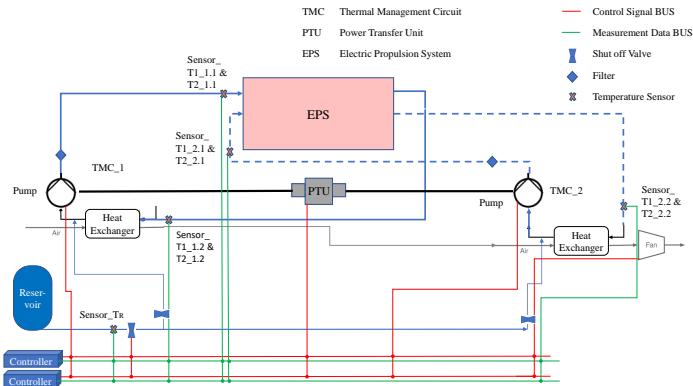 TMC Thermal Management Circuit
PTU Power Transfer Unit
EPS Electric Propulsion System
Control Signal BUS
Measurement Data BUS
Shut off Valve
Filter
Temperature Sensor
Sensor_
T1_1.1 &
T2_1.1
EPS
Sensor_
T1_2.1 &
T2_2.1
TMC_1
Pump
PTU
TMC_2
Pump
Sensor_
T1_2.2 &
T2_2.2
Heat
Exchanger
Air
Sensor_
T1_1.2 &
T2_1.2
Heat
Exchanger
Air
Fan
Reser-
voir
Sensor_TR
Controller
Controller